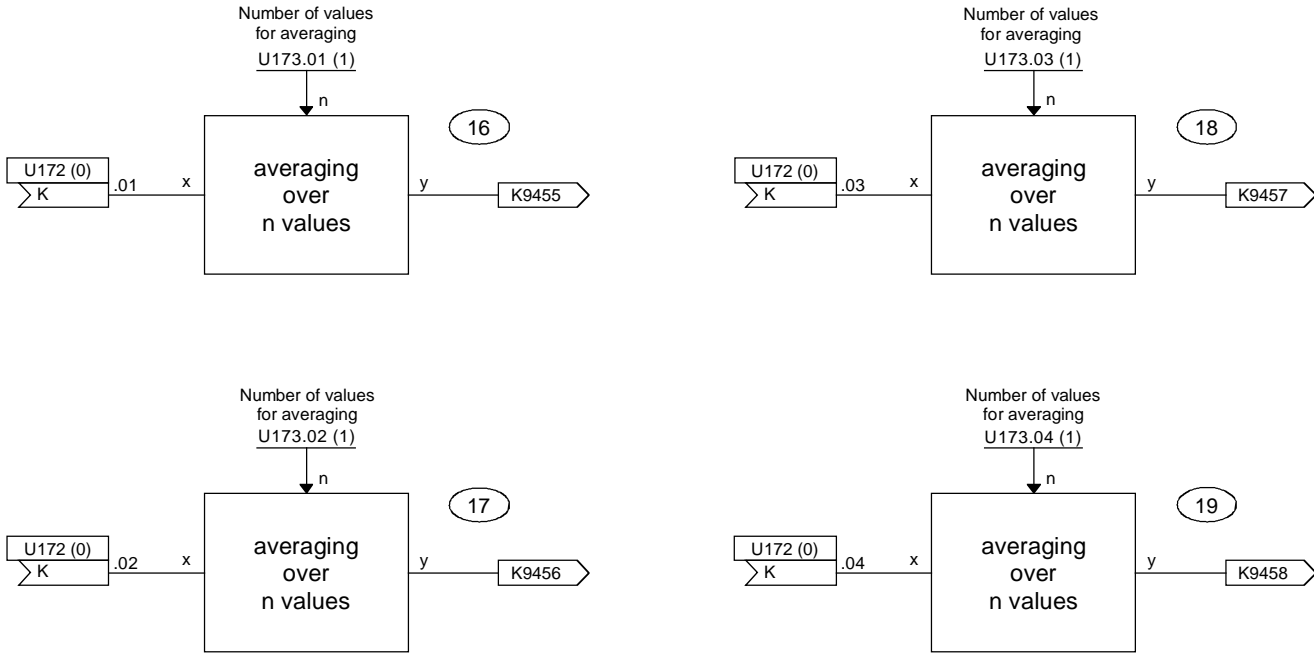 Number of values
for averaging
U173.01 (1)
n
16
U172 (0)
K
.01
x
averaging
over
n values
y
K9455
Number of values
for averaging
U173.03 (1)
n
18
U172 (0)
K
.03
x
averaging
over
n values
y
K9457
Number of values
for averaging
U173.02 (1)
n
17
U172 (0)
K
.02
x
averaging
over
n values
y
K9456
Number of values
for averaging
U173.04 (1)
n
19
U172 (0)
K
.04
x
averaging
over
n values
y
K9458